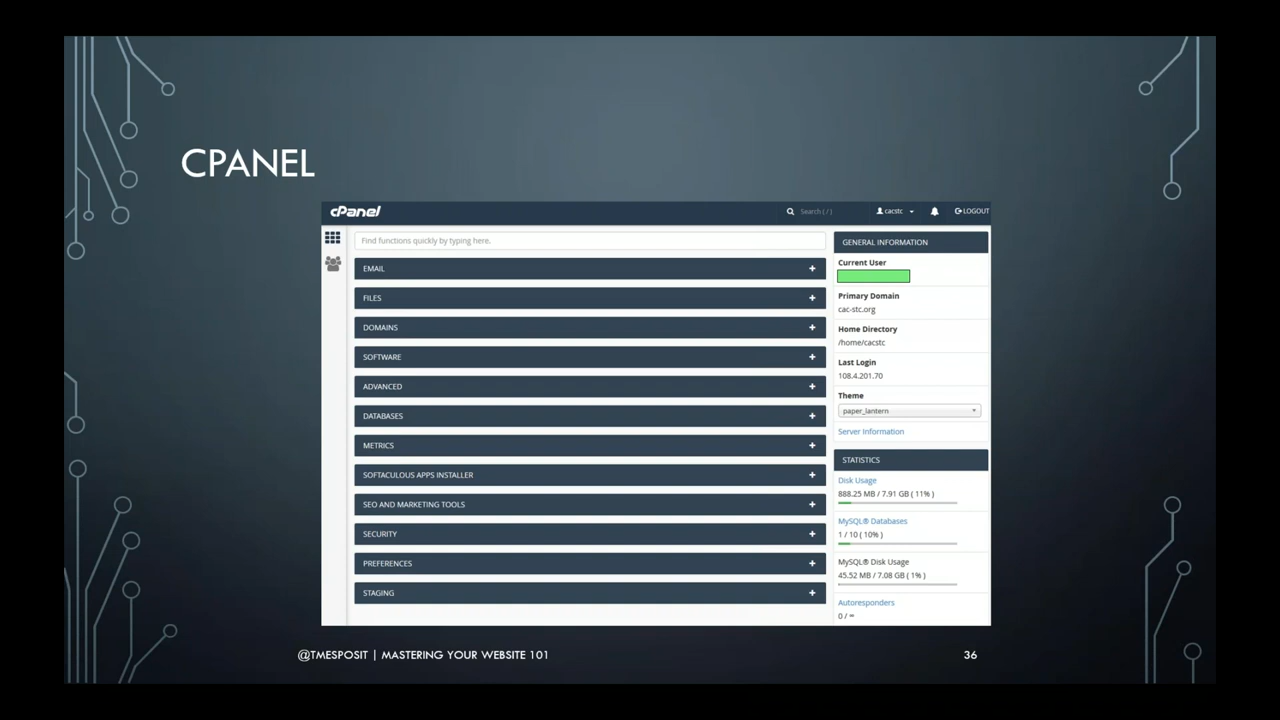 CPANEL
cPanel
Search ( / )
cacstc
LOGOUT
Find functions quickly by typing here.
EMAIL
FILES
DOMAINS
SOFTWARE
ADVANCED
DATABASES
METRICS
SOFTACULOUS APPS INSTALLER
SEO AND MARKETING TOOLS
SECURITY
PREFERENCES
STAGING
GENERAL INFORMATION
Current User
Primary Domain
cac-stc.org
Home Directory
/home/cacstc
Last Login
108.4.201.70
Theme
paper_lantern
Server Information
STATISTICS
Disk Usage
888.25 MB / 7.91 GB ( 11% )
MySQL® Databases
1 / 10 ( 10% )
MySQL® Disk Usage
45.52 MB / 7.08 GB ( 1% )
Autoresponders
0 / ∞
@TMESPOSIT | MASTERING YOUR WEBSITE 101
36